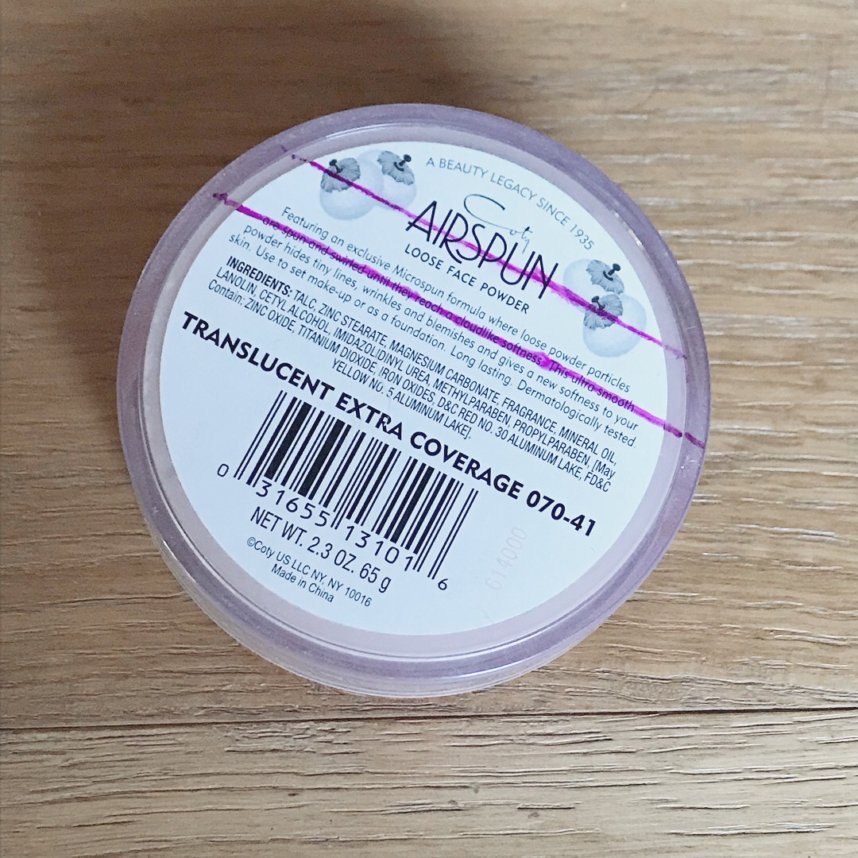 A BEAUTY LEGACY SINCE 1935
Coty
AIRSPUN
LOOSE FACE POWDER
Featuring an exclusive Microspun formula where loose powder particles
are spun and swirled until they reach a cloudlike softness. This ultra-smooth
powder hides tiny lines, wrinkles and blemishes and gives a new softness to your
skin. Use to set make-up or as a foundation. Long lasting. Dermatologically tested.
INGREDIENTS: TALC, ZINC STEARATE, MAGNESIUM CARBONATE, FRAGRANCE, MINERAL OIL,
LANOLIN, CETYL ALCOHOL, IMIDAZOLIDINYL UREA, METHYLPARABEN, PROPYLPARABEN, [May
Contain: ZINC OXIDE, TITANIUM DIOXIDE, IRON OXIDES, D&C RED NO. 30 ALUMINUM LAKE, FD&C
YELLOW NO. 5 ALUMINUM LAKE].
TRANSLUCENT EXTRA COVERAGE 070-41
0 31655 13101 6
NET WT. 2.3 OZ. 65 g
©Coty US LLC NY, NY 10016
Made in China
614000